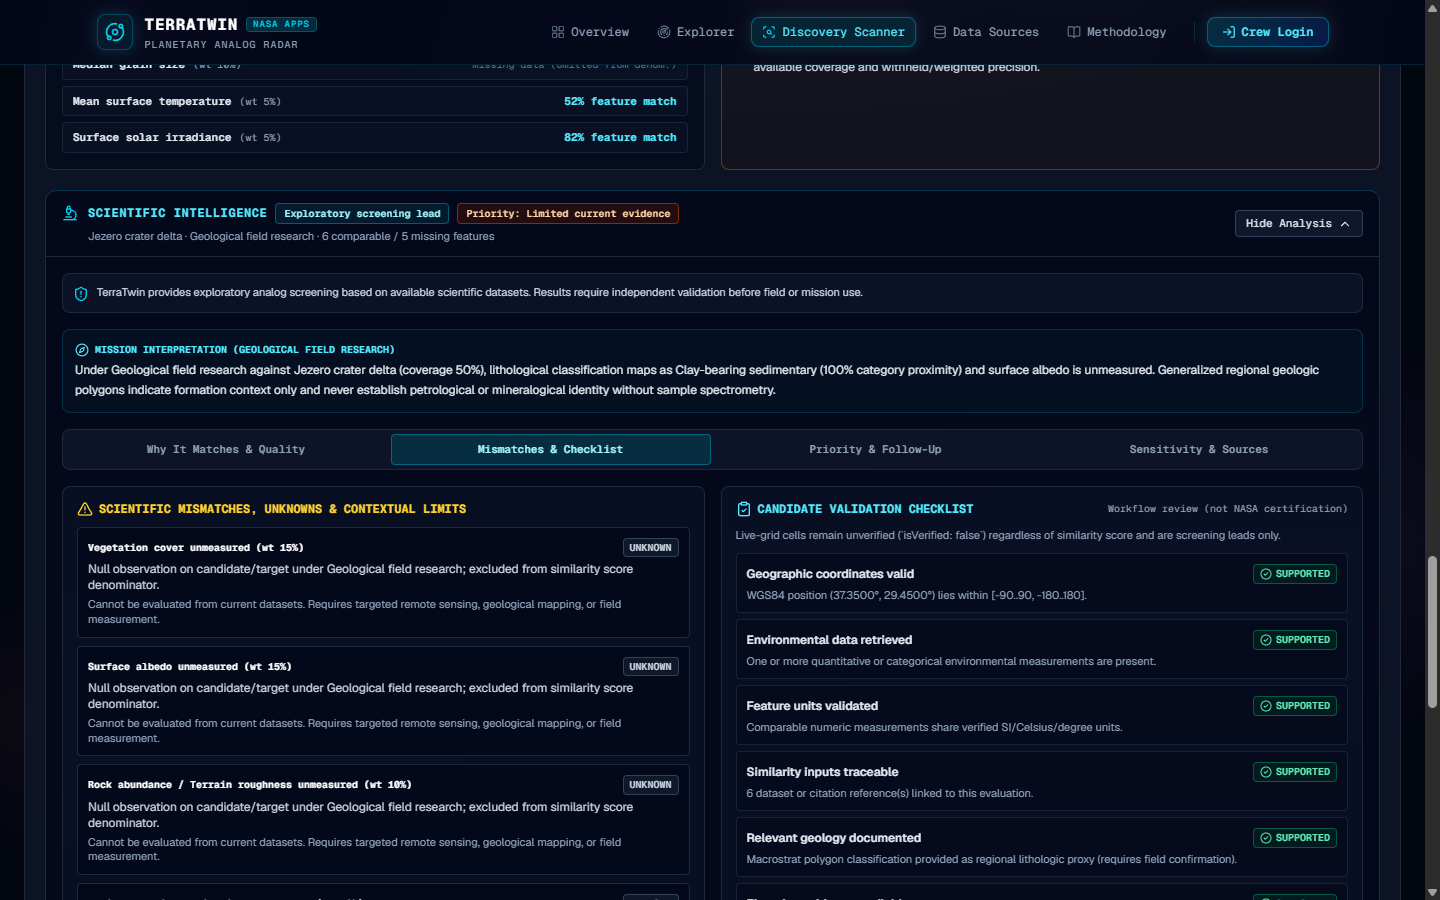 TERRATWIN NASA APPS
PLANETARY ANALOG RADAR
Overview
Explorer
Discovery Scanner
Data Sources
Methodology
Crew Login
Median grain size (wt 10%) missing data (omitted from denom.)
Mean surface temperature (wt 5%) 52% feature match
Surface solar irradiance (wt 5%) 82% feature match
available coverage and withheld/weighted precision.
SCIENTIFIC INTELLIGENCE Exploratory screening lead Priority: Limited current evidence
Jezero crater delta · Geological field research · 6 comparable / 5 missing features
Hide Analysis
TerraTwin provides exploratory analog screening based on available scientific datasets. Results require independent validation before field or mission use.
MISSION INTERPRETATION (GEOLOGICAL FIELD RESEARCH)
Under Geological field research against Jezero crater delta (coverage 50%), lithological classification maps as Clay-bearing sedimentary (100% category proximity) and surface albedo is unmeasured. Generalized regional geologic
polygons indicate formation context only and never establish petrological or mineralogical identity without sample spectrometry.
Why It Matches & Quality
Mismatches & Checklist
Priority & Follow-Up
Sensitivity & Sources
SCIENTIFIC MISMATCHES, UNKNOWNS & CONTEXTUAL LIMITS
Vegetation cover unmeasured (wt 15%) UNKNOWN
Null observation on candidate/target under Geological field research; excluded from similarity score
denominator.
Cannot be evaluated from current datasets. Requires targeted remote sensing, geological mapping, or field
measurement.
Surface albedo unmeasured (wt 15%) UNKNOWN
Null observation on candidate/target under Geological field research; excluded from similarity score
denominator.
Cannot be evaluated from current datasets. Requires targeted remote sensing, geological mapping, or field
measurement.
Rock abundance / Terrain roughness unmeasured (wt 10%) UNKNOWN
Null observation on candidate/target under Geological field research; excluded from similarity score
denominator.
Cannot be evaluated from current datasets. Requires targeted remote sensing, geological mapping, or field
measurement.
CANDIDATE VALIDATION CHECKLIST Workflow review (not NASA certification)
Live-grid cells remain unverified (`isVerified: false`) regardless of similarity score and are screening leads only.
Geographic coordinates valid SUPPORTED
WGS84 position (37.3500°, 29.4500°) lies within [-90..90, -180..180].
Environmental data retrieved SUPPORTED
One or more quantitative or categorical environmental measurements are present.
Feature units validated SUPPORTED
Comparable numeric measurements share verified SI/Celsius/degree units.
Similarity inputs traceable SUPPORTED
6 dataset or citation reference(s) linked to this evaluation.
Relevant geology documented SUPPORTED
Macrostrat polygon classification provided as regional lithologic proxy (requires field confirmation).